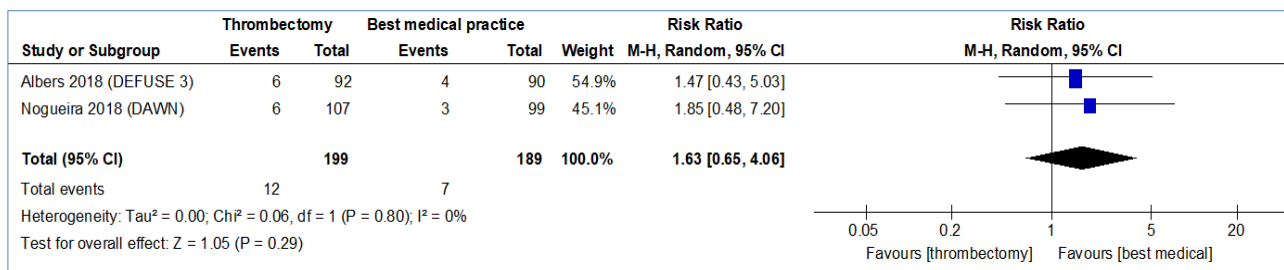 Thrombectomy Best medical practice Risk Ratio Risk Ratio
Study or Subgroup Events Total Events Total Weight M-H, Random, 95% CI M-H, Random, 95% CI
Albers 2018 (DEFUSE 3) 6 92 4 90 54.9% 1.47 [0.43, 5.03]
Nogueira 2018 (DAWN) 6 107 3 99 45.1% 1.85 [0.48, 7.20]
Total (95% CI) 199 189 100.0% 1.63 [0.65, 4.06]
Total events 12 7
Heterogeneity: Tau² = 0.00; Chi² = 0.06, df = 1 (P = 0.80); I² = 0%
Test for overall effect: Z = 1.05 (P = 0.29)
0.05 0.2 1 5 20
Favours [thrombectomy] Favours [best medical]